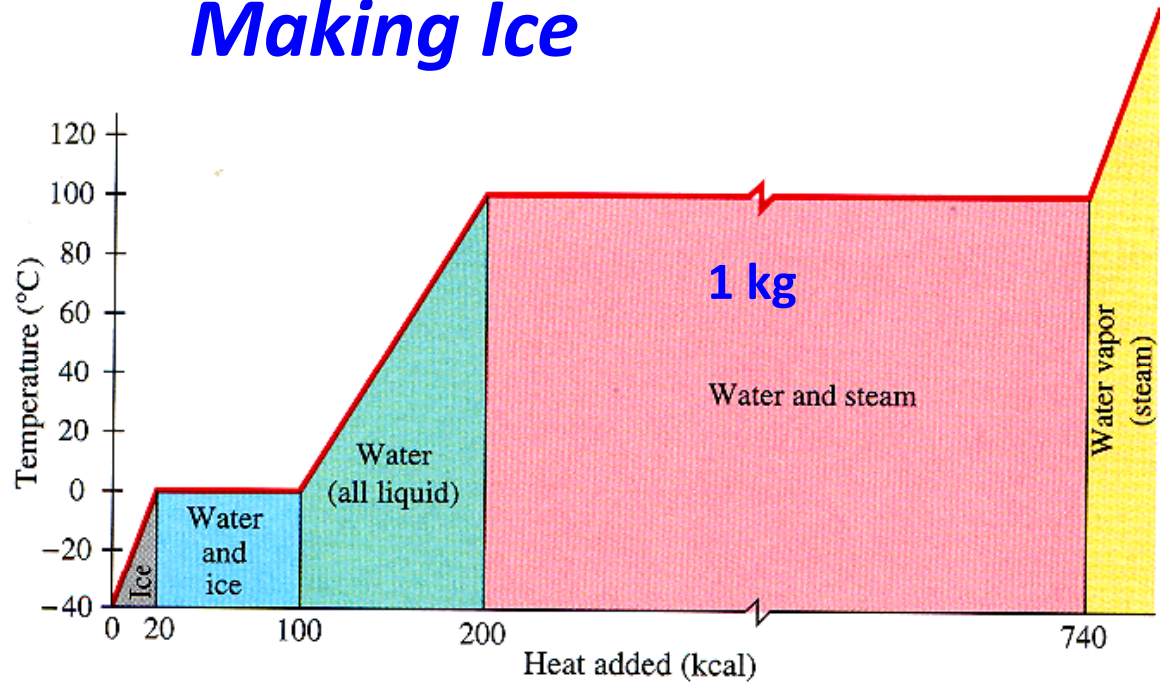 Making Ice
Temperature (°C)
120
100
80
60
40
20
0
−20
−40
Ice
Water
and
ice
Water
(all liquid)
1 kg
Water and steam
Water vapor
(steam)
0 20 100 200 740
Heat added (kcal)